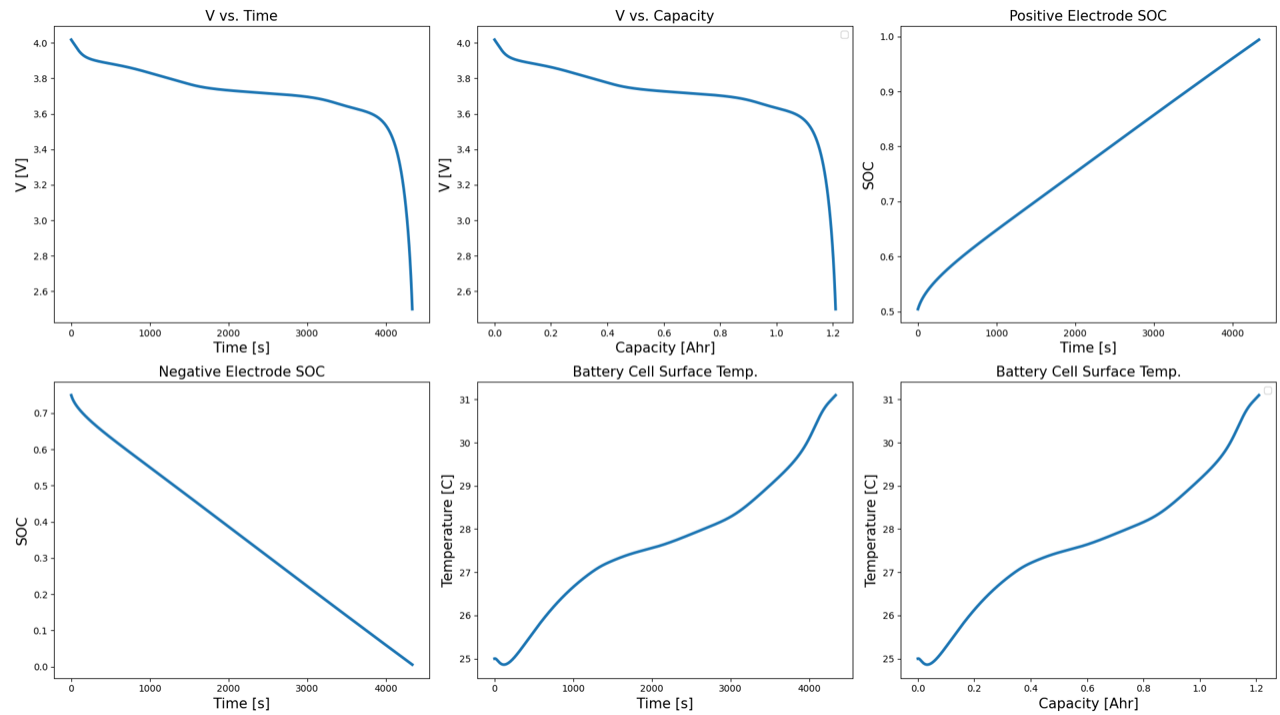 V vs. Time
V [V]
4.0
3.8
3.6
3.4
3.2
3.0
2.8
2.6
0 1000 2000 3000 4000
Time [s]
V vs. Capacity
V [V]
4.0
3.8
3.6
3.4
3.2
3.0
2.8
2.6
0.0 0.2 0.4 0.6 0.8 1.0 1.2
Capacity [Ahr]
Positive Electrode SOC
SOC
1.0
0.9
0.8
0.7
0.6
0.5
0 1000 2000 3000 4000
Time [s]
Negative Electrode SOC
SOC
0.7
0.6
0.5
0.4
0.3
0.2
0.1
0.0
0 1000 2000 3000 4000
Time [s]
Battery Cell Surface Temp.
Temperature [C]
31
30
29
28
27
26
25
0 1000 2000 3000 4000
Time [s]
Battery Cell Surface Temp.
Temperature [C]
31
30
29
28
27
26
25
0.0 0.2 0.4 0.6 0.8 1.0 1.2
Capacity [Ahr]